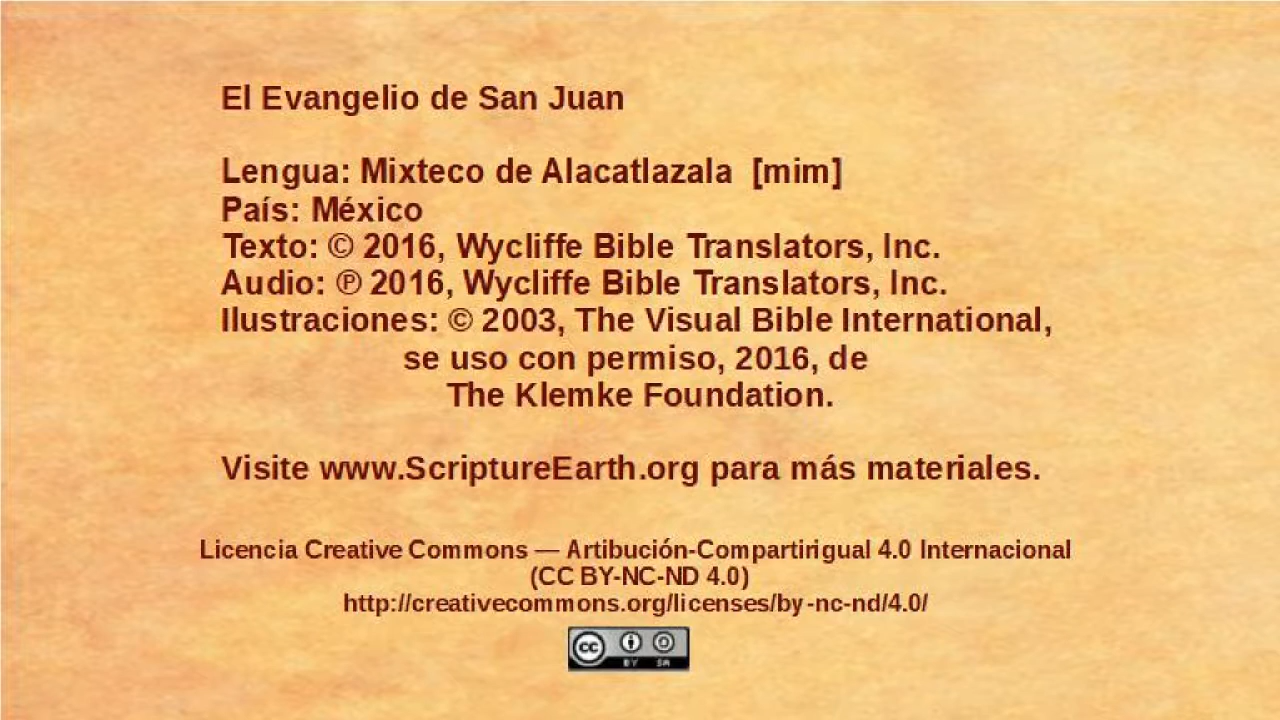 El Evangelio de San Juan
Lengua: Mixteco de Alacatlazala [mim]
País: México
Texto: © 2016, Wycliffe Bible Translators, Inc.
Audio: ℗ 2016, Wycliffe Bible Translators, Inc.
Ilustraciones: © 2003, The Visual Bible International,
se uso con permiso, 2016, de
The Klemke Foundation.
Visite www.ScriptureEarth.org para más materiales.
Licencia Creative Commons — Artibución-Compartirigual 4.0 Internacional
(CC BY-NC-ND 4.0)
http://creativecommons.org/licenses/by-nc-nd/4.0/
cc BY SA